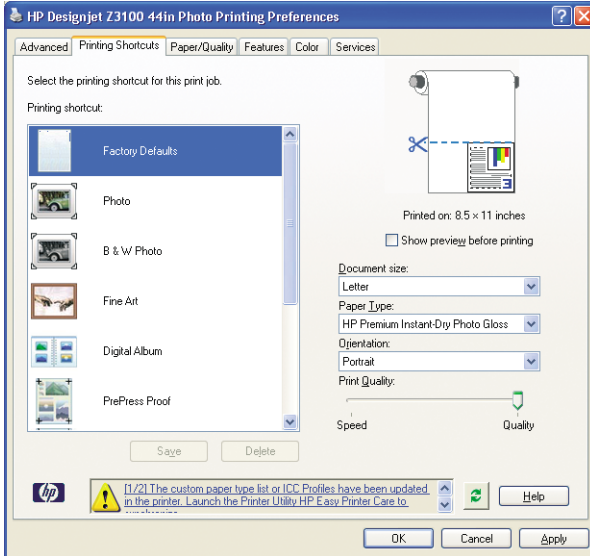 HP Designjet Z3100 44in Photo Printing Preferences
Advanced Printing Shortcuts Paper/Quality Features Color Services
Select the printing shortcut for this print job.
Printing shortcut:
Factory Defaults
Photo
B & W Photo
Fine Art
Digital Album
PrePress Proof
Save Delete
3
Printed on: 8.5 × 11 inches
Show preview before printing
Document size:
Letter
Paper Type:
HP Premium Instant-Dry Photo Gloss
Orientation:
Portrait
Print Quality:
Speed Quality
hp
[1/2] The custom paper type list or ICC Profiles have been updated
in the printer. Launch the Printer Utility HP Easy Printer Care to
Help
OK Cancel Apply